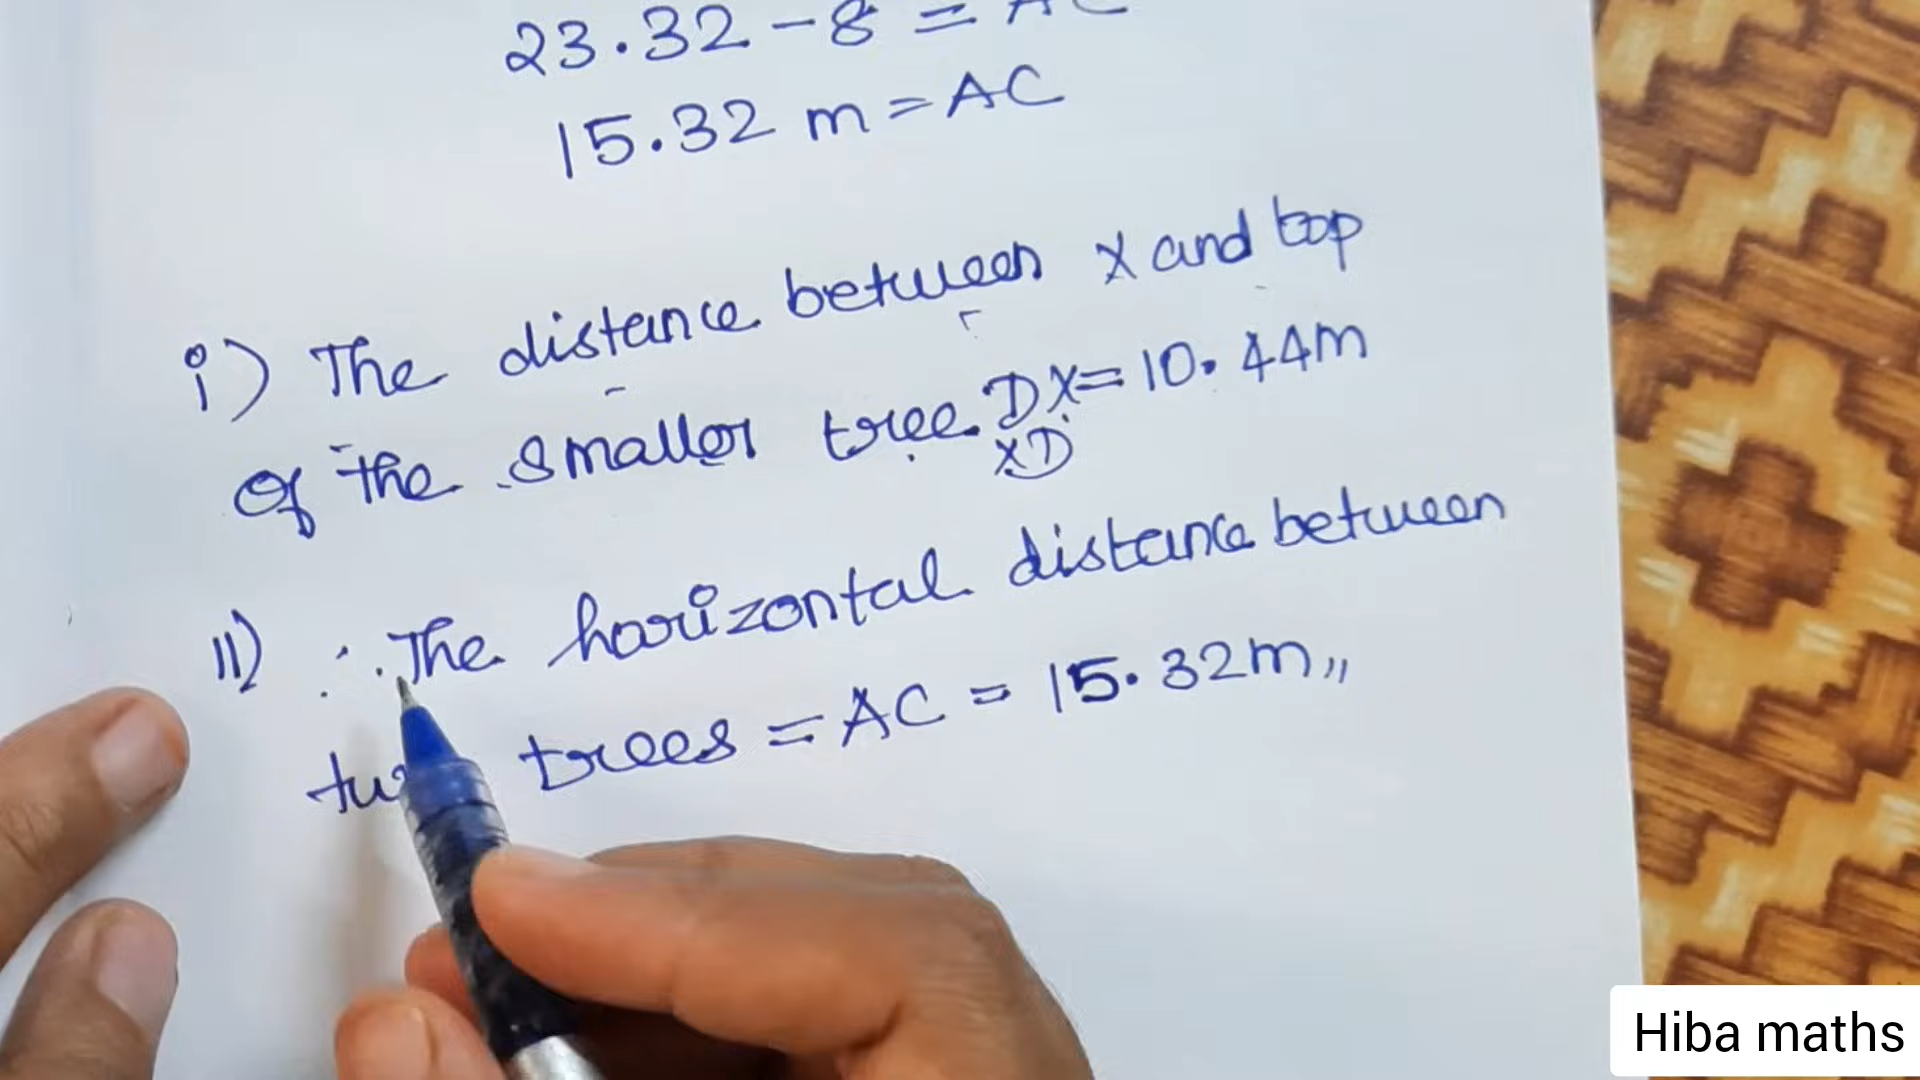 23.32 - 8 = AC
15.32 m = AC
i) The distance between X and top
of the smaller tree DX = 10.44m
XD
11) ∴ The horizontal distance between
trees = AC = 15.32m,,
Hiba maths